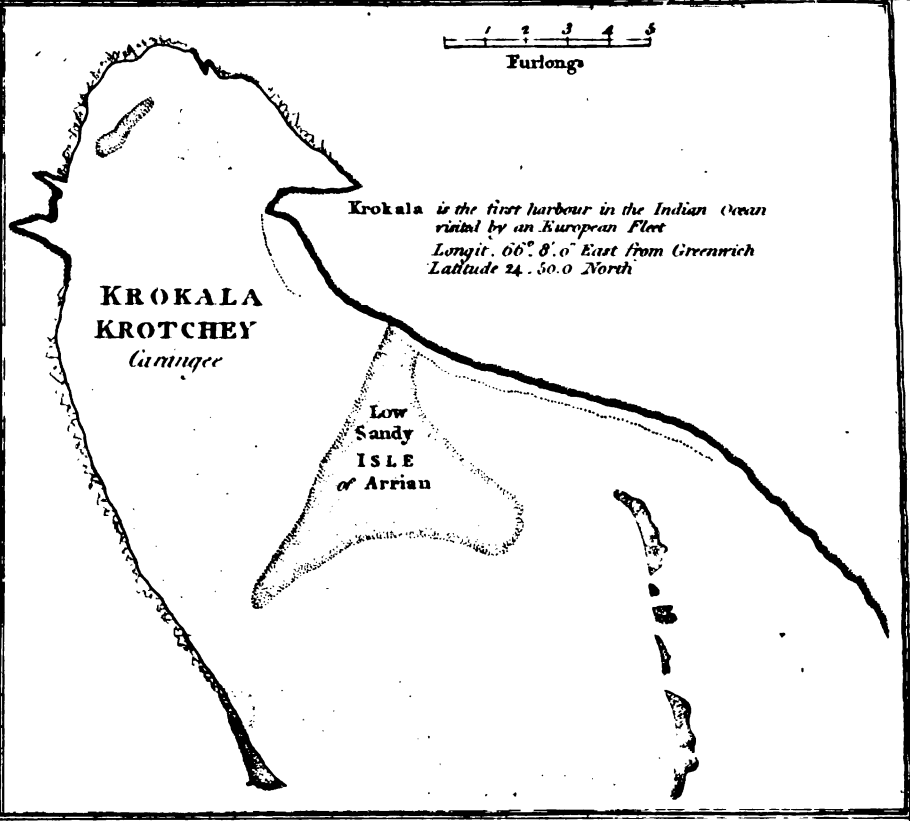 1 2 3 4 5
Furlongs
Krokala is the first harbour in the Indian Ocean
visited by an European Fleet
Longit. 66°. 8'. 0" East from Greenwich
Latitude 24. 50. 0 North
KROKALA
KROTCHEY
Carangee
Low
Sandy
ISLE
of Arrian